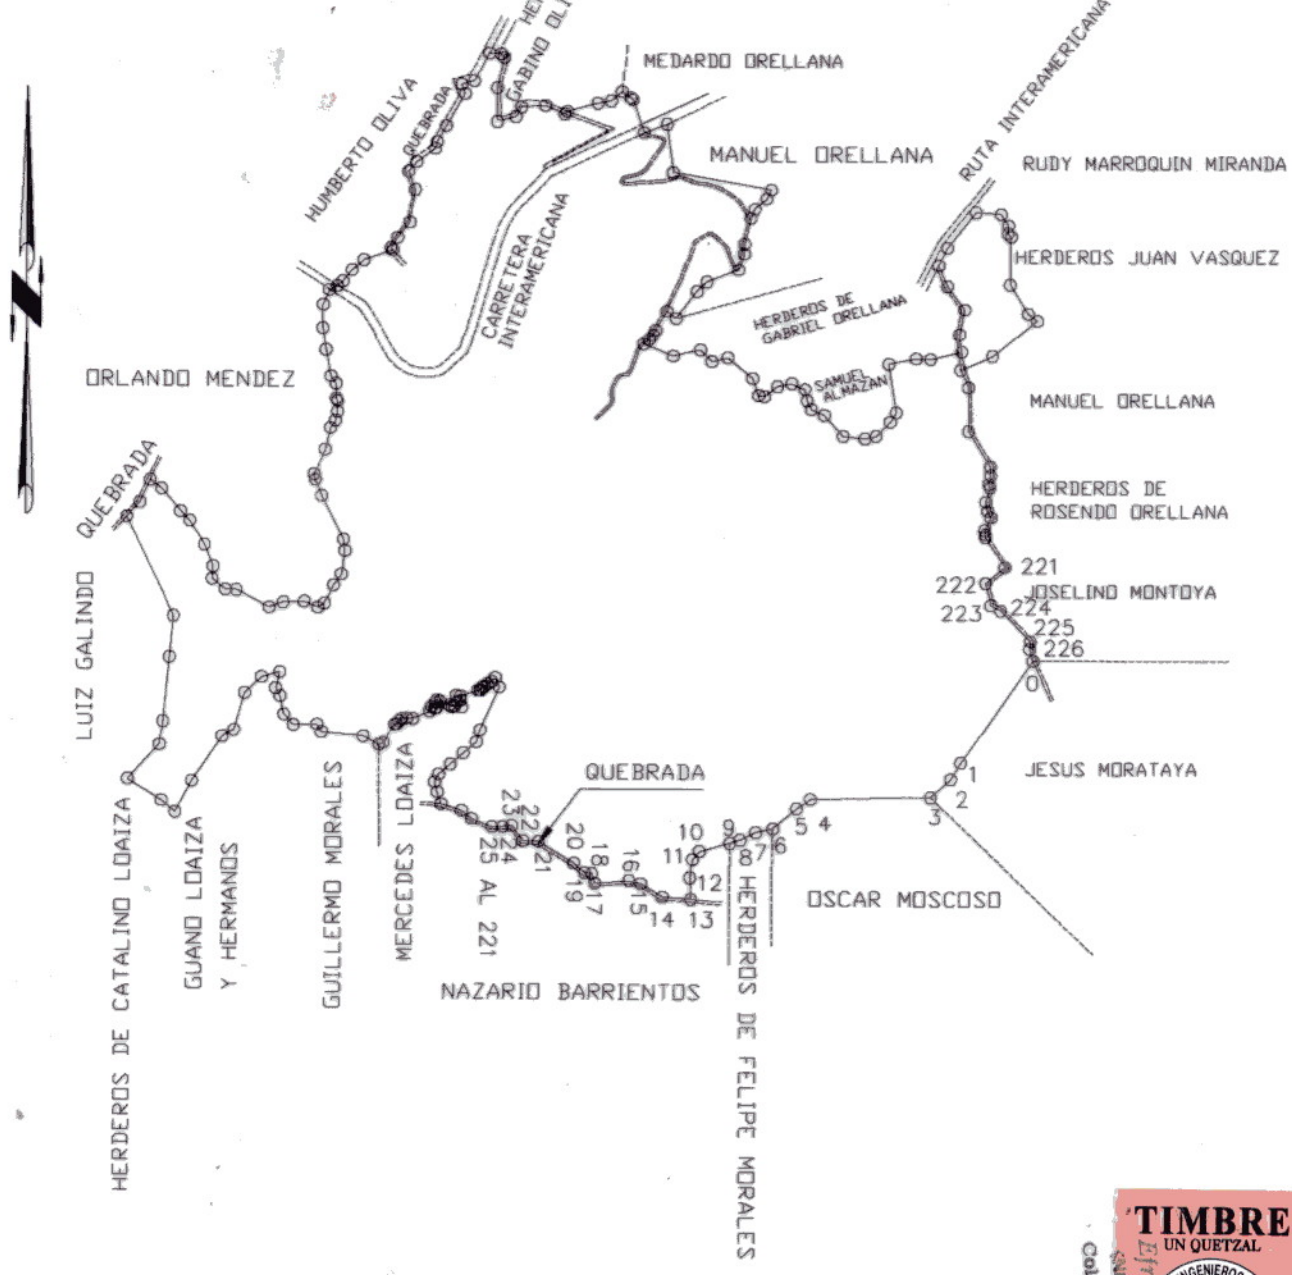 MEDARDO ORELLANA
RUTA INTERAMERICANA
HUMBERTO OLIVA
QUEBRADA
GABINO
MANUEL ORELLANA
RUDY MARROQUIN MIRANDA
HERDEROS JUAN VASQUEZ
CARRETERA
INTERAMERICANA
HERDEROS DE
GABRIEL ORELLANA
ORLANDO MENDEZ
SAMUEL
ALMAZAN
MANUEL ORELLANA
QUEBRADA
HERDEROS DE
ROSENDO ORELLANA
221
222
JOSELINO MONTOYA
223
224
225
226
0
LUIZ GALINDO
1
JESUS MORATAYA
2
3
4
5
6
7
8
9
10
11
12
13
14
15
16
17
18
19
20
21
22
23
24
25 AL 221
QUEBRADA
OSCAR MOSCOSO
HERDEROS DE CATALINO LOAIZA
GUANO LOAIZA
Y HERMANOS
GUILLERMO MORALES
MERCEDES LOAIZA
NAZARIO BARRIENTOS
HERDEROS DE FELIPE MORALES
TIMBRE
UN QUETZAL